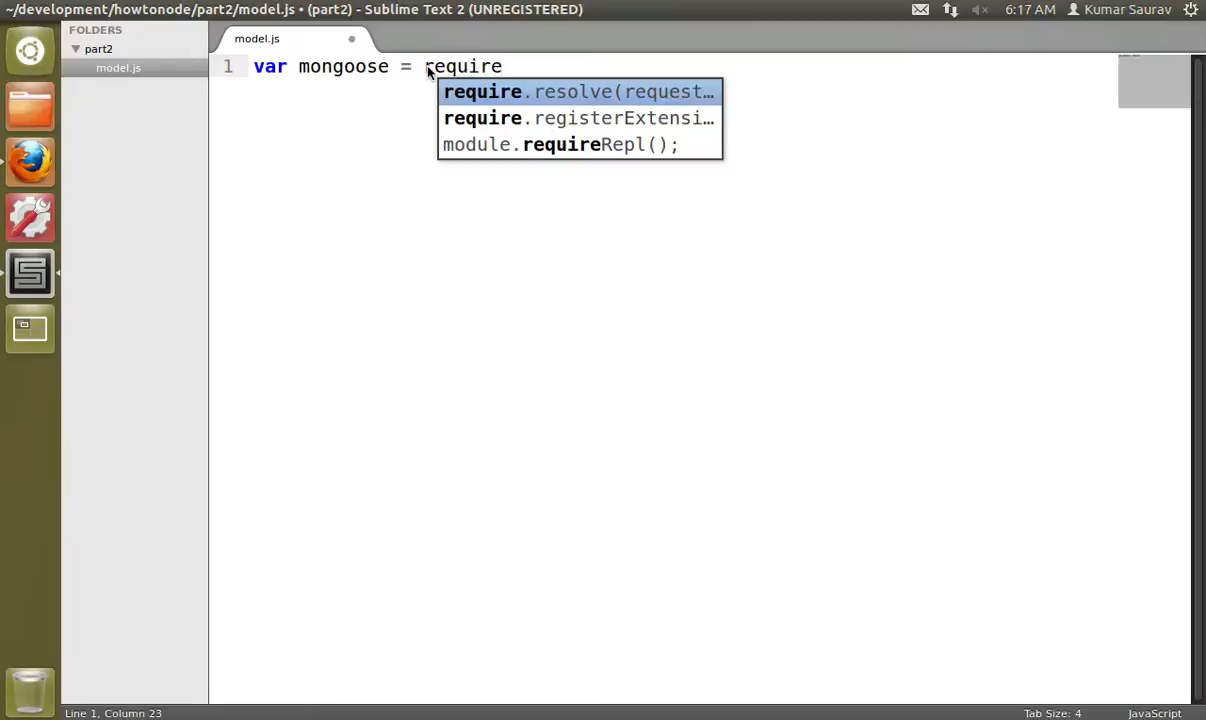 ~/development/howtonode/part2/model.js • (part2) - Sublime Text 2 (UNREGISTERED)
6:17 AM
Kumar Saurav
FOLDERS
part2
model.js
model.js
1 var mongoose = require
require.resolve(request…
require.registerExtensi…
module.requireRepl();
Line 1, Column 23
Tab Size: 4
JavaScript